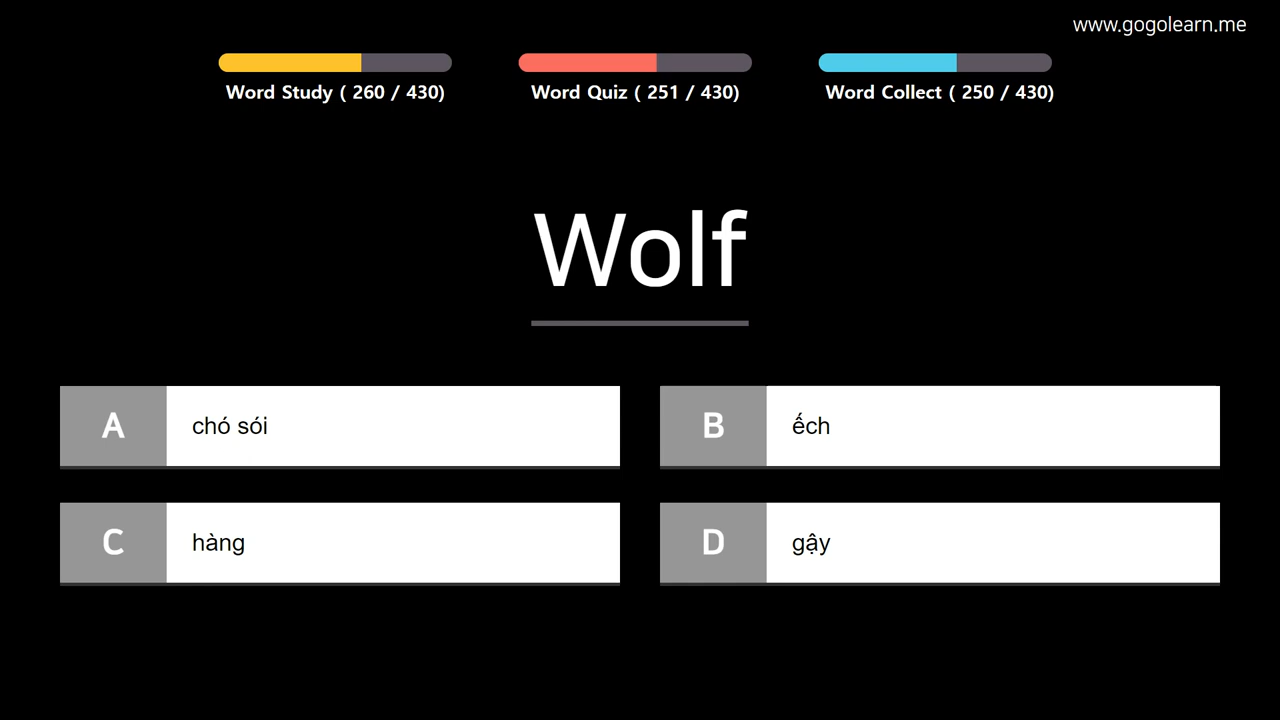 www.gogolearn.me
Word Study ( 260 / 430)
Word Quiz ( 251 / 430)
Word Collect ( 250 / 430)
Wolf
A chó sói
B ếch
C hàng
D gậy